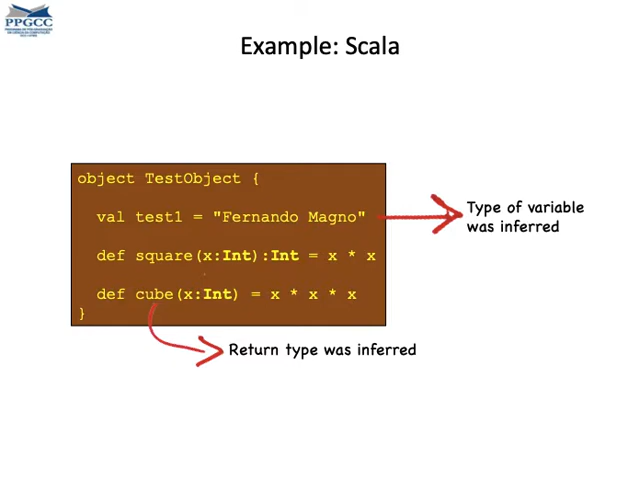 PPGCC
Example: Scala
object TestObject {
val test1 = "Fernando Magno"
Type of variable
was inferred
def square(x:Int):Int = x * x
def cube(x:Int) = x * x * x
}
Return type was inferred